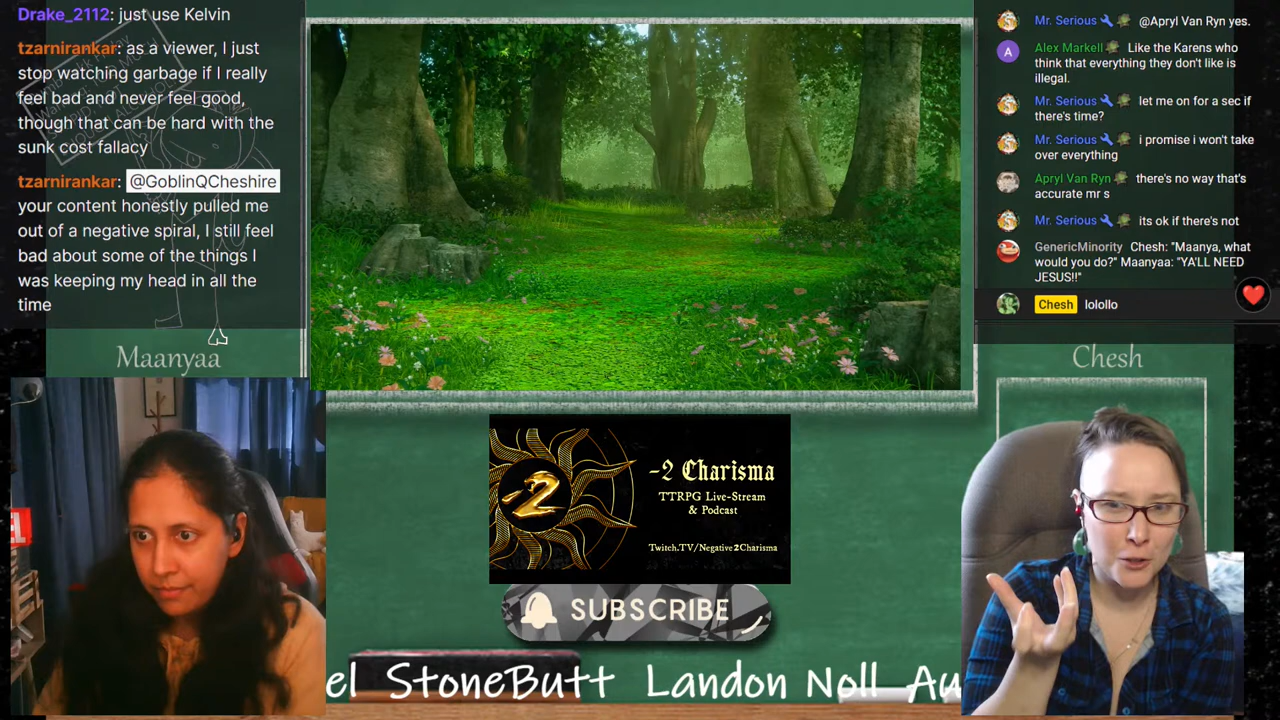 Drake_2112: just use Kelvin
tzarnirankar: as a viewer, I just
stop watching garbage if I really
feel bad and never feel good,
though that can be hard with the
sunk cost fallacy
tzarnirankar: @GoblinQCheshire
your content honestly pulled me
out of a negative spiral, I still feel
bad about some of the things I
was keeping my head in all the
time
Mr. Serious @Apryl Van Ryn yes.
A Alex Markell Like the Karens who
think that everything they don't like is
illegal.
Mr. Serious let me on for a sec if
there's time?
Mr. Serious i promise i won't take
over everything
Apryl Van Ryn there's no way that's
accurate mr s
Mr. Serious its ok if there's not
GenericMinority Chesh: "Maanya, what
would you do?" Maanyaa: "YA'LL NEED
JESUS!!"
Chesh lolollo
Maanyaa
Chesh
-2
-2 Charisma
TTRPG Live-Stream
& Podcast
Twitch.TV/Negative2Charisma
SUBSCRIBE
el StoneButt Landon Noll Au